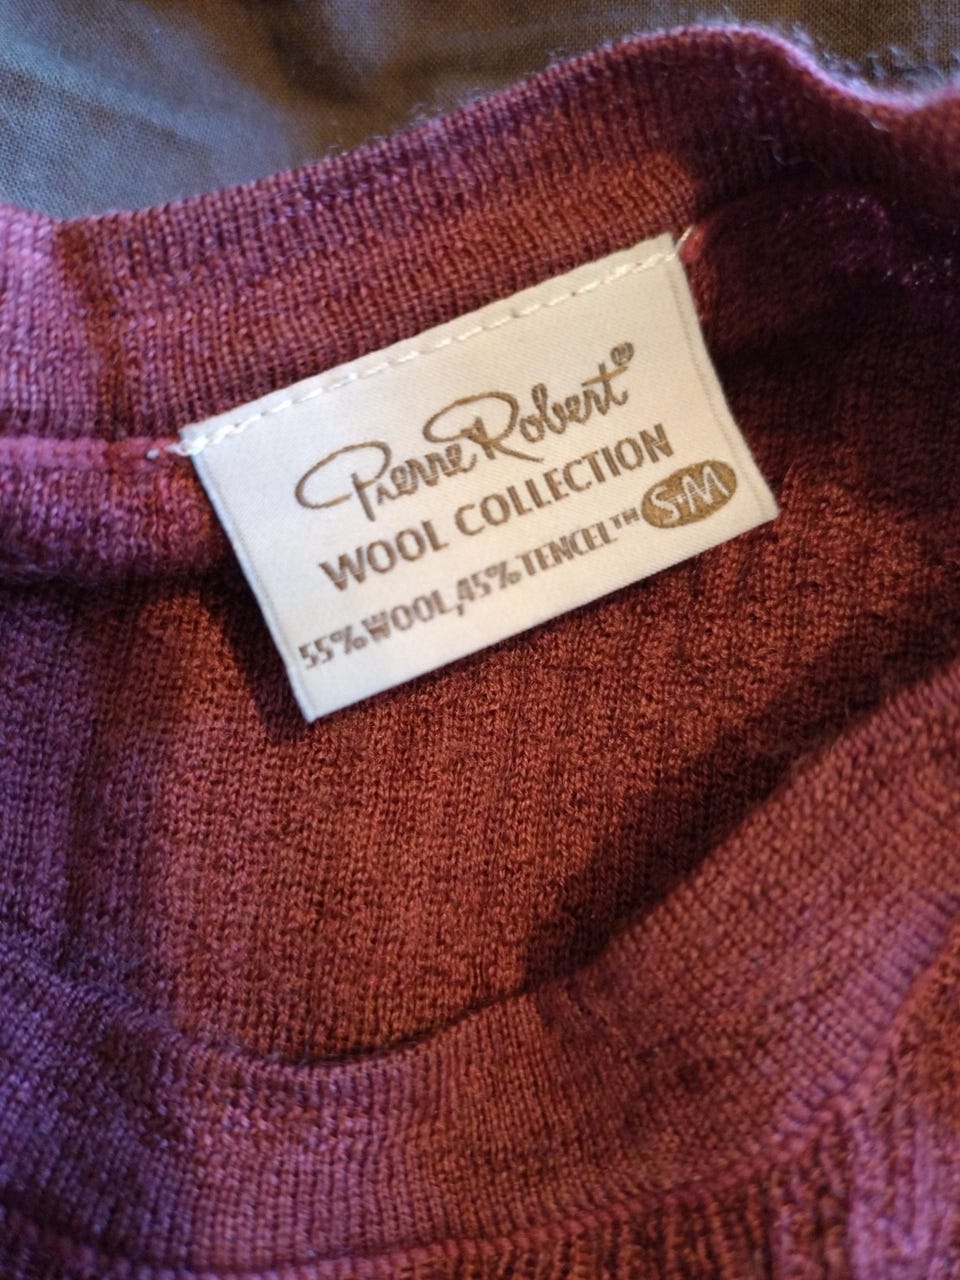 Pierre Robert®
WOOL COLLECTION
55%WOOL,45%TENCEL™ S-M